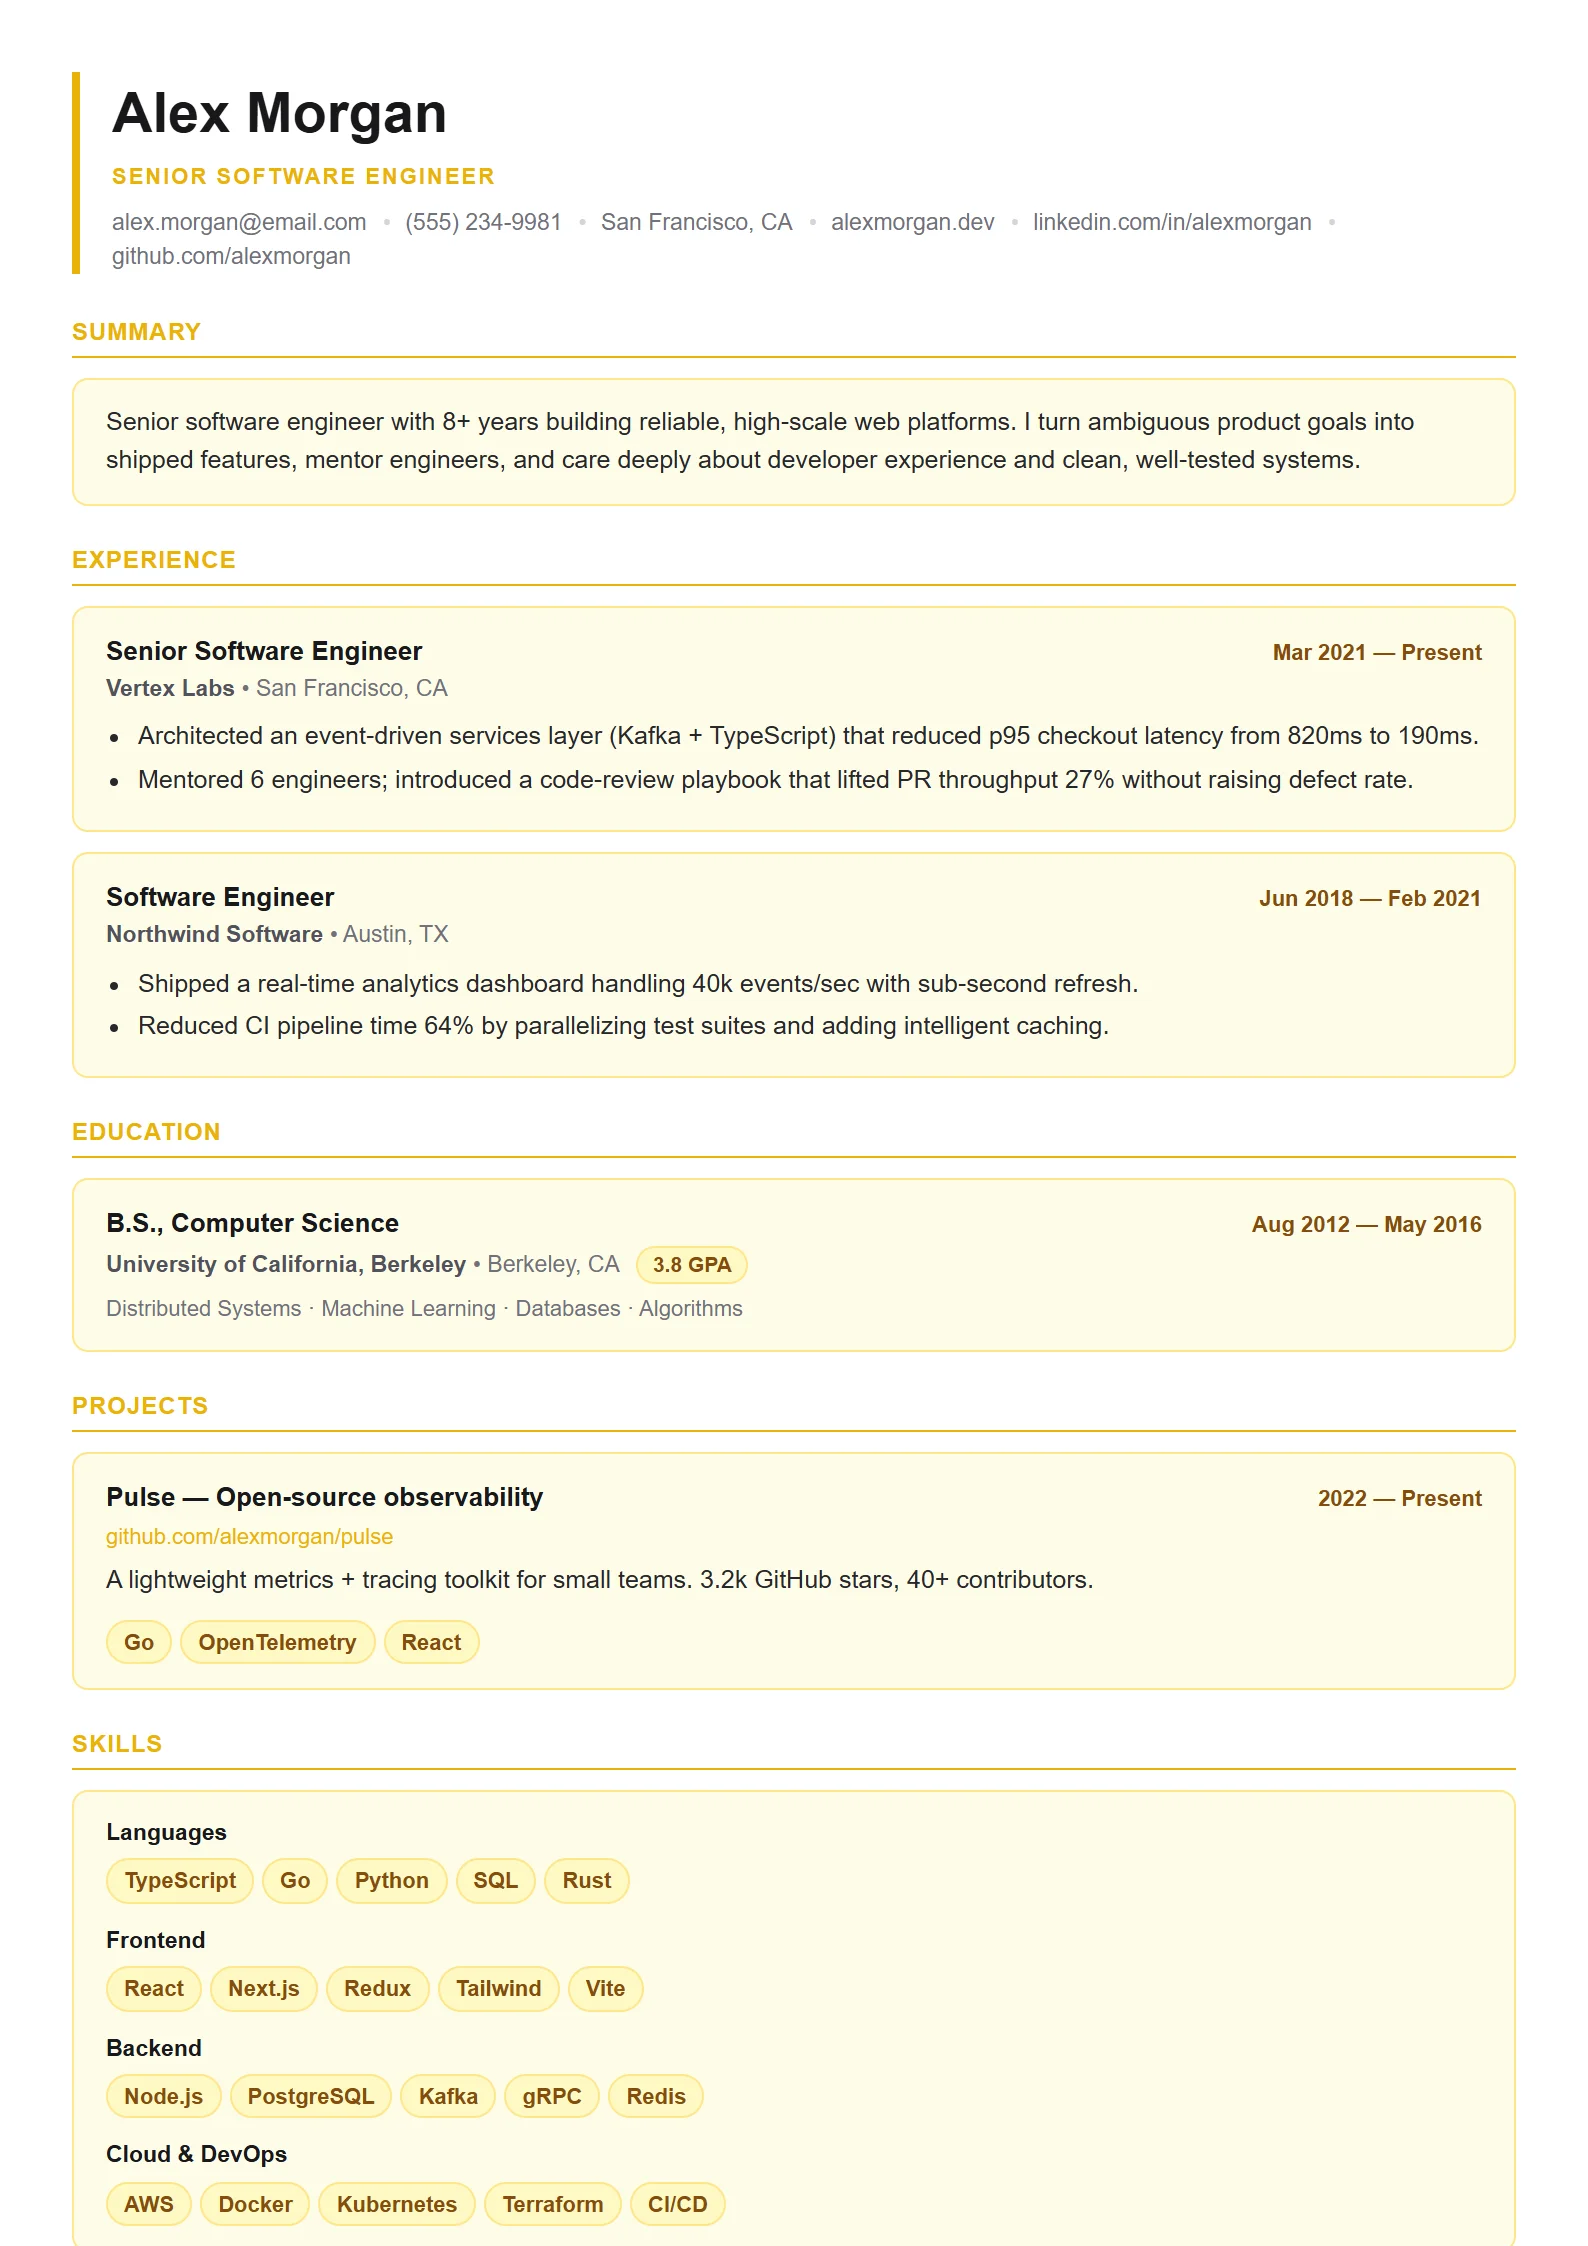 Alex Morgan
SENIOR SOFTWARE ENGINEER
alex.morgan@email.com • (555) 234-9981 • San Francisco, CA • alexmorgan.dev • linkedin.com/in/alexmorgan •
github.com/alexmorgan
SUMMARY
Senior software engineer with 8+ years building reliable, high-scale web platforms. I turn ambiguous product goals into
shipped features, mentor engineers, and care deeply about developer experience and clean, well-tested systems.
EXPERIENCE
Senior Software Engineer Mar 2021 — Present
Vertex Labs • San Francisco, CA
• Architected an event-driven services layer (Kafka + TypeScript) that reduced p95 checkout latency from 820ms to 190ms.
• Mentored 6 engineers; introduced a code-review playbook that lifted PR throughput 27% without raising defect rate.
Software Engineer Jun 2018 — Feb 2021
Northwind Software • Austin, TX
• Shipped a real-time analytics dashboard handling 40k events/sec with sub-second refresh.
• Reduced CI pipeline time 64% by parallelizing test suites and adding intelligent caching.
EDUCATION
B.S., Computer Science Aug 2012 — May 2016
University of California, Berkeley • Berkeley, CA 3.8 GPA
Distributed Systems · Machine Learning · Databases · Algorithms
PROJECTS
Pulse — Open-source observability 2022 — Present
github.com/alexmorgan/pulse
A lightweight metrics + tracing toolkit for small teams. 3.2k GitHub stars, 40+ contributors.
Go OpenTelemetry React
SKILLS
Languages
TypeScript Go Python SQL Rust
Frontend
React Next.js Redux Tailwind Vite
Backend
Node.js PostgreSQL Kafka gRPC Redis
Cloud & DevOps
AWS Docker Kubernetes Terraform CI/CD